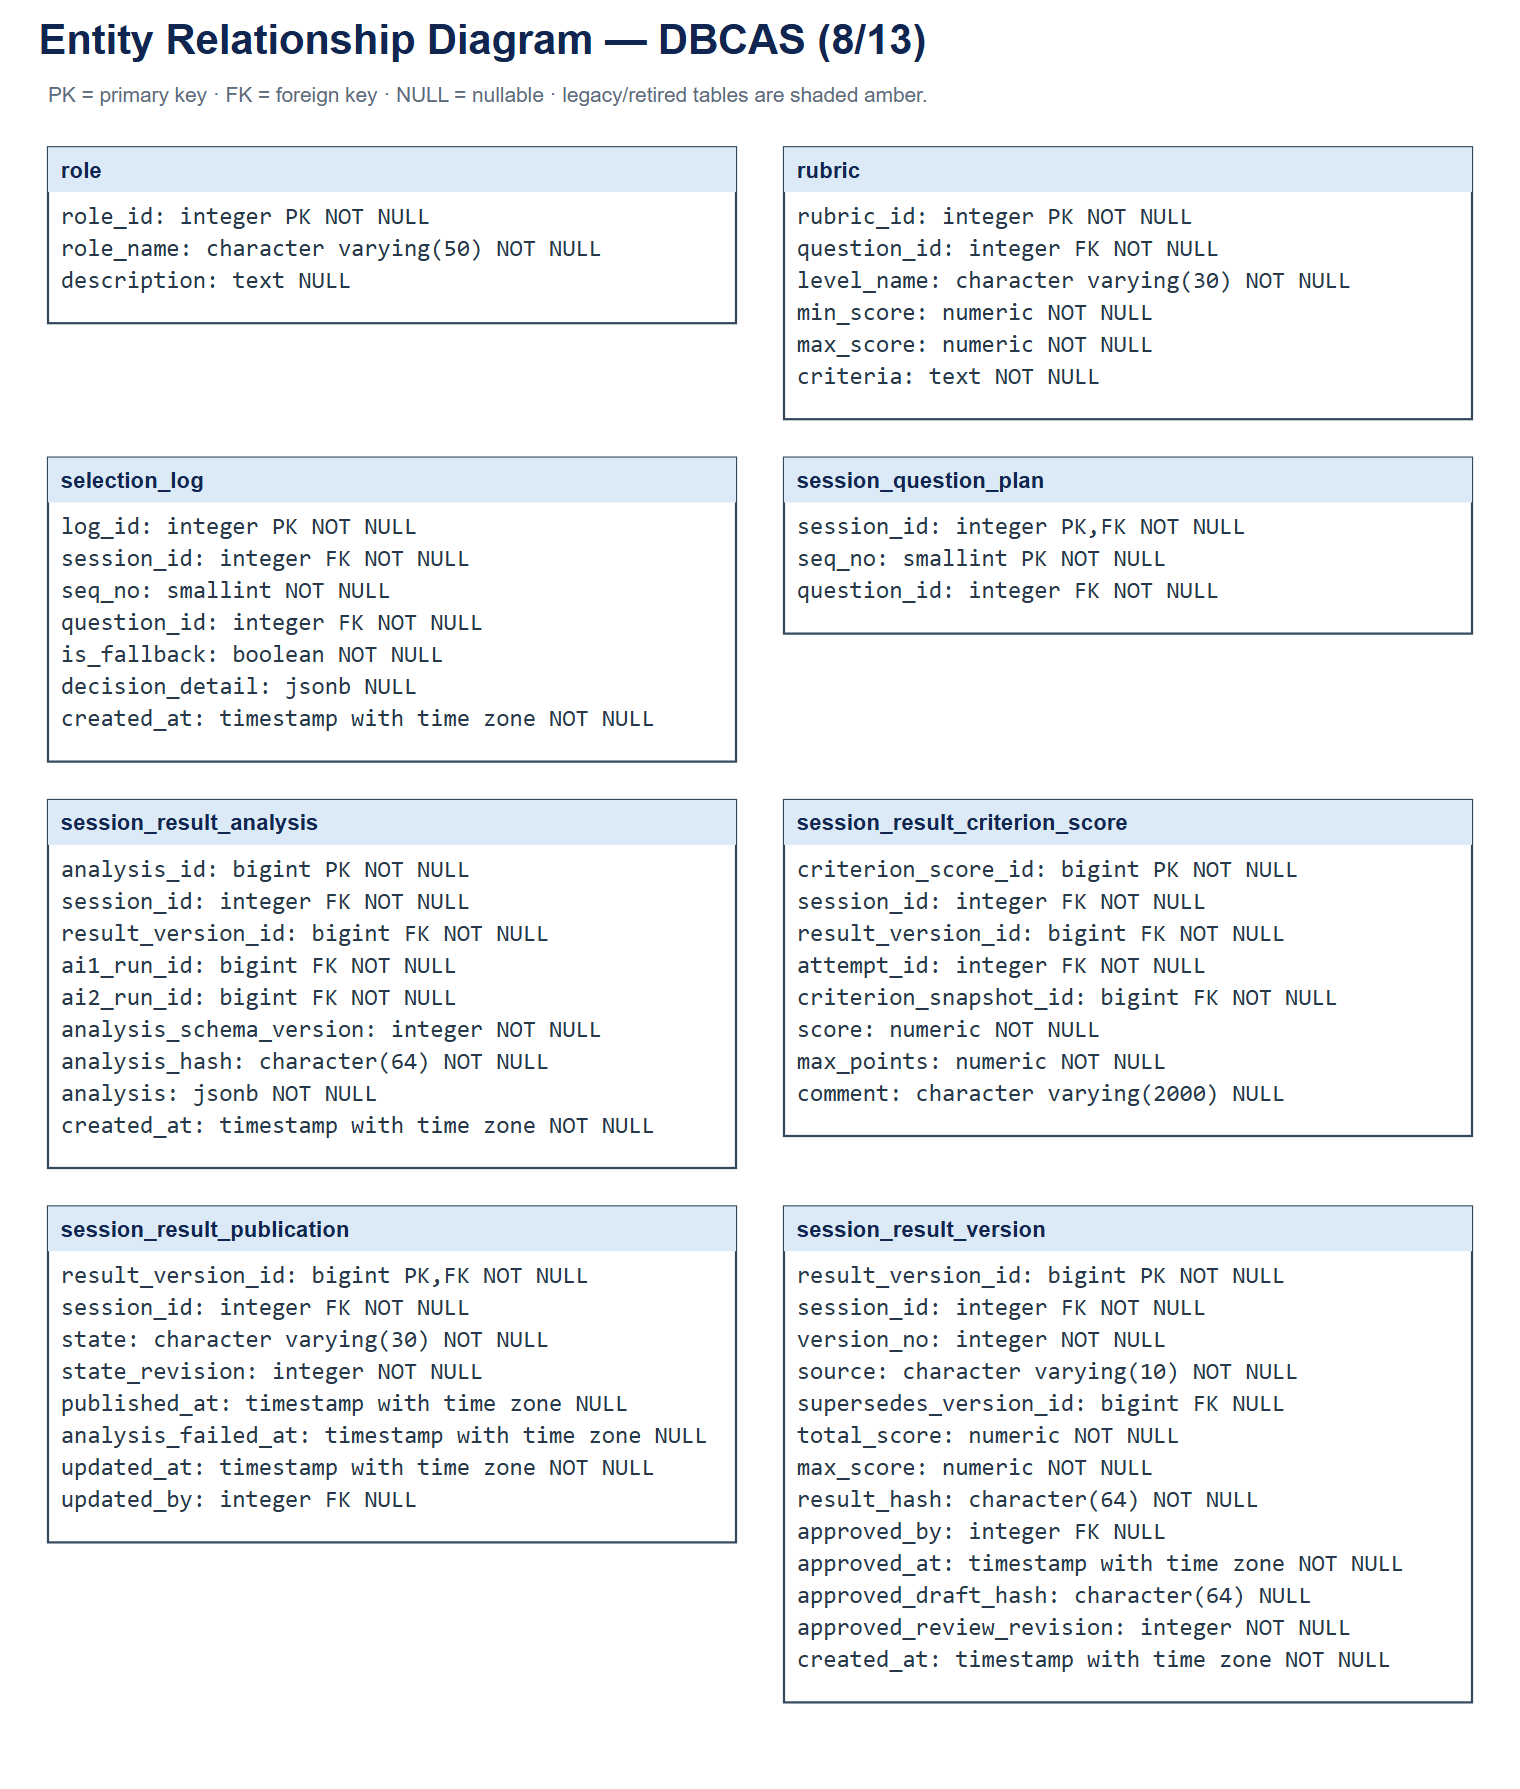 Entity Relationship Diagram — DBCAS (8/13)
PK = primary key · FK = foreign key · NULL = nullable · legacy/retired tables are shaded amber.
role
role_id: integer PK NOT NULL
role_name: character varying(50) NOT NULL
description: text NULL
rubric
rubric_id: integer PK NOT NULL
question_id: integer FK NOT NULL
level_name: character varying(30) NOT NULL
min_score: numeric NOT NULL
max_score: numeric NOT NULL
criteria: text NOT NULL
selection_log
log_id: integer PK NOT NULL
session_id: integer FK NOT NULL
seq_no: smallint NOT NULL
question_id: integer FK NOT NULL
is_fallback: boolean NOT NULL
decision_detail: jsonb NULL
created_at: timestamp with time zone NOT NULL
session_question_plan
session_id: integer PK,FK NOT NULL
seq_no: smallint PK NOT NULL
question_id: integer FK NOT NULL
session_result_analysis
analysis_id: bigint PK NOT NULL
session_id: integer FK NOT NULL
result_version_id: bigint FK NOT NULL
ai1_run_id: bigint FK NOT NULL
ai2_run_id: bigint FK NOT NULL
analysis_schema_version: integer NOT NULL
analysis_hash: character(64) NOT NULL
analysis: jsonb NOT NULL
created_at: timestamp with time zone NOT NULL
session_result_criterion_score
criterion_score_id: bigint PK NOT NULL
session_id: integer FK NOT NULL
result_version_id: bigint FK NOT NULL
attempt_id: integer FK NOT NULL
criterion_snapshot_id: bigint FK NOT NULL
score: numeric NOT NULL
max_points: numeric NOT NULL
comment: character varying(2000) NULL
session_result_publication
result_version_id: bigint PK,FK NOT NULL
session_id: integer FK NOT NULL
state: character varying(30) NOT NULL
state_revision: integer NOT NULL
published_at: timestamp with time zone NULL
analysis_failed_at: timestamp with time zone NULL
updated_at: timestamp with time zone NOT NULL
updated_by: integer FK NULL
session_result_version
result_version_id: bigint PK NOT NULL
session_id: integer FK NOT NULL
version_no: integer NOT NULL
source: character varying(10) NOT NULL
supersedes_version_id: bigint FK NULL
total_score: numeric NOT NULL
max_score: numeric NOT NULL
result_hash: character(64) NOT NULL
approved_by: integer FK NULL
approved_at: timestamp with time zone NOT NULL
approved_draft_hash: character(64) NULL
approved_review_revision: integer NOT NULL
created_at: timestamp with time zone NOT NULL